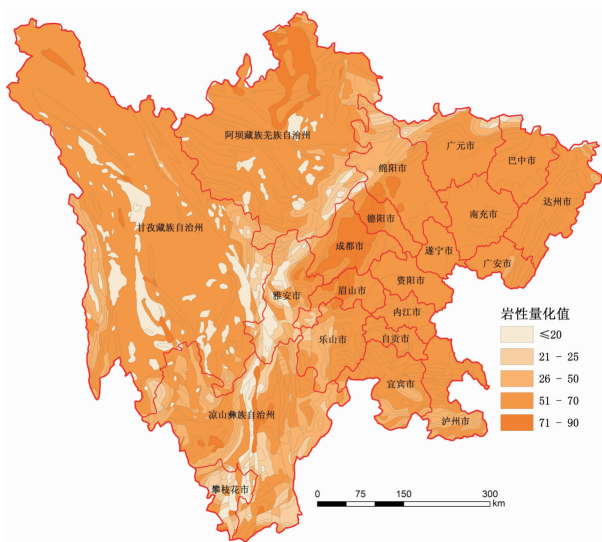 阿坝藏族羌族自治州
广元市
巴中市
绵阳市
达州市
南充市
德阳市
甘孜藏族自治州
成都市
遂宁市
广安市
资阳市
雅安市
眉山市
内江市
岩性量化值
≤20
21 - 25
26 - 50
51 - 70
71 - 90
乐山市
自贡市
宜宾市
凉山彝族自治州
泸州市
攀枝花市
0 75 150 300
km